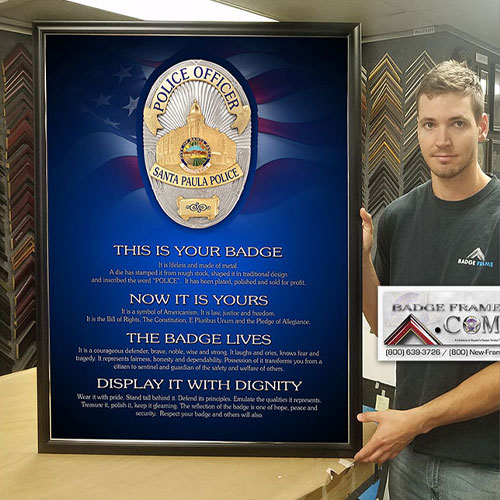 POLICE OFFICER
SANTA PAULA POLICE
THIS IS YOUR BADGE
It is lifeless and made of metal.
A die has stamped it from rough stock, shaped it in traditional design
and inscribed the word "POLICE". It has been plated, polished and sold for profit.
NOW IT IS YOURS
It is a symbol of Americanism. It is law, justice and freedom.
It is the Bill of Rights, The Constitution, E Pluribus Unum and the Pledge of Allegiance.
THE BADGE LIVES
It is a courageous defender, brave, noble, wise and strong. It laughs and cries, knows fear and
tragedy. It represents fairness, honesty and dependability. Possession of it transforms you from a
citizen to sentinel and guardian of the safety and welfare of others.
DISPLAY IT WITH DIGNITY
Wear it with pride. Stand tall behind it. Defend its principles. Emulate the qualities it represents.
Treasure it, polish it, keep it gleaming. The reflection of the badge is one of hope, peace and
security. Respect your badge and others will also.
BADGE FRAME
BADGE FRAME
.COM
(800) 639-3726 / (800) New-Fram